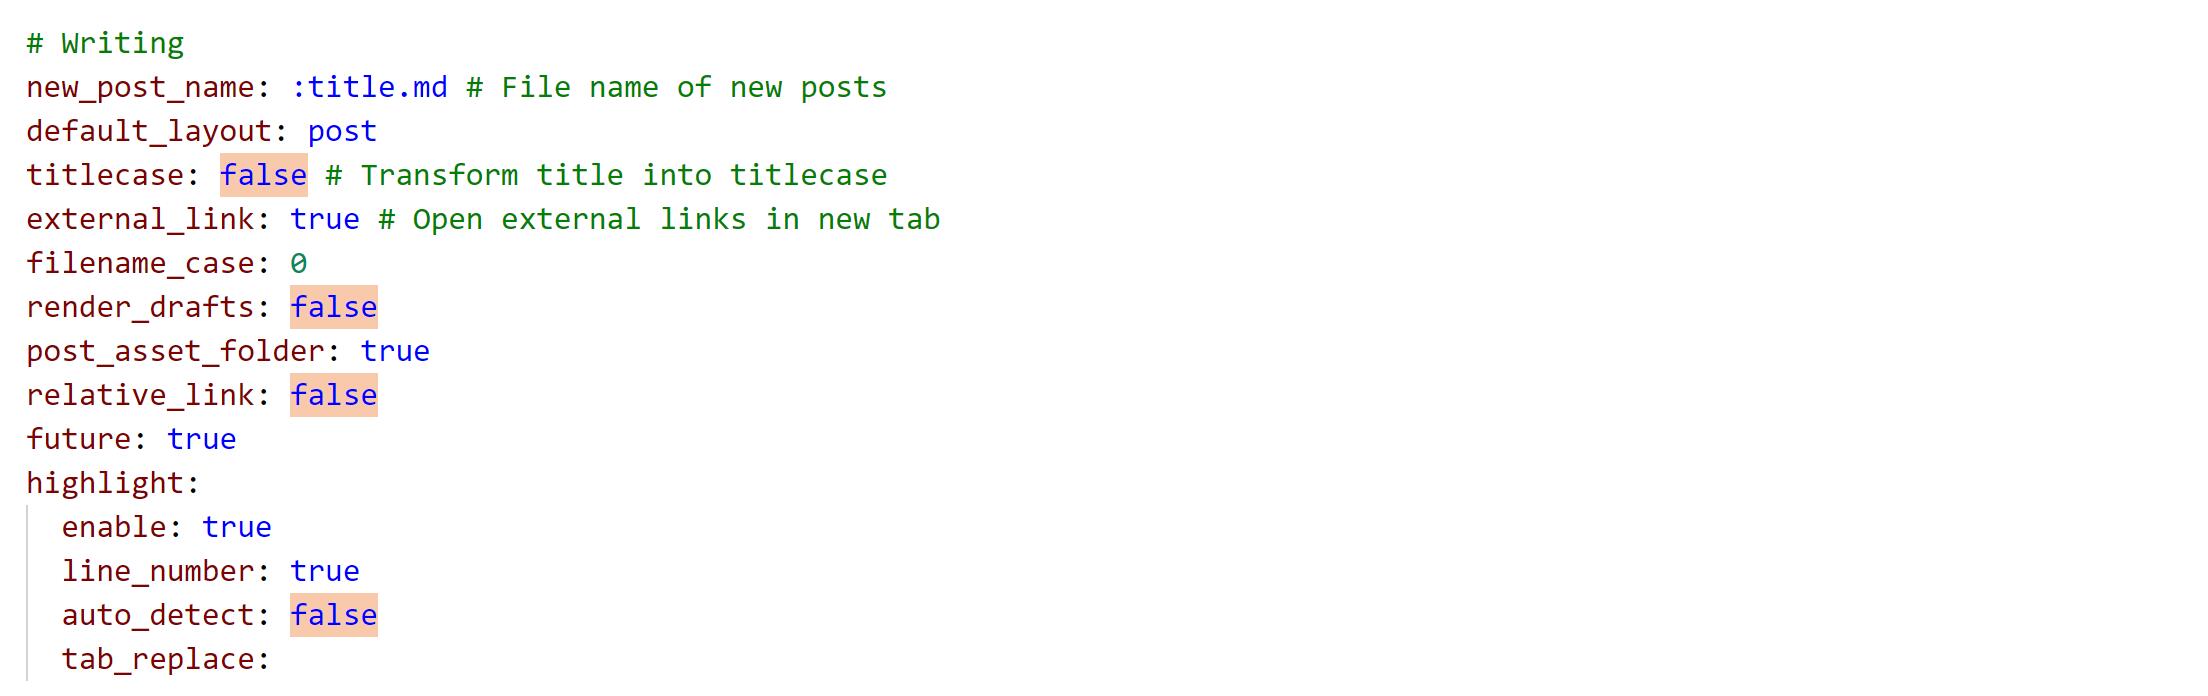 # Writing
new_post_name: :title.md # File name of new posts
default_layout: post
titlecase: false # Transform title into titlecase
external_link: true # Open external links in new tab
filename_case: 0
render_drafts: false
post_asset_folder: true
relative_link: false
future: true
highlight:
  enable: true
  line_number: true
  auto_detect: false
  tab_replace: